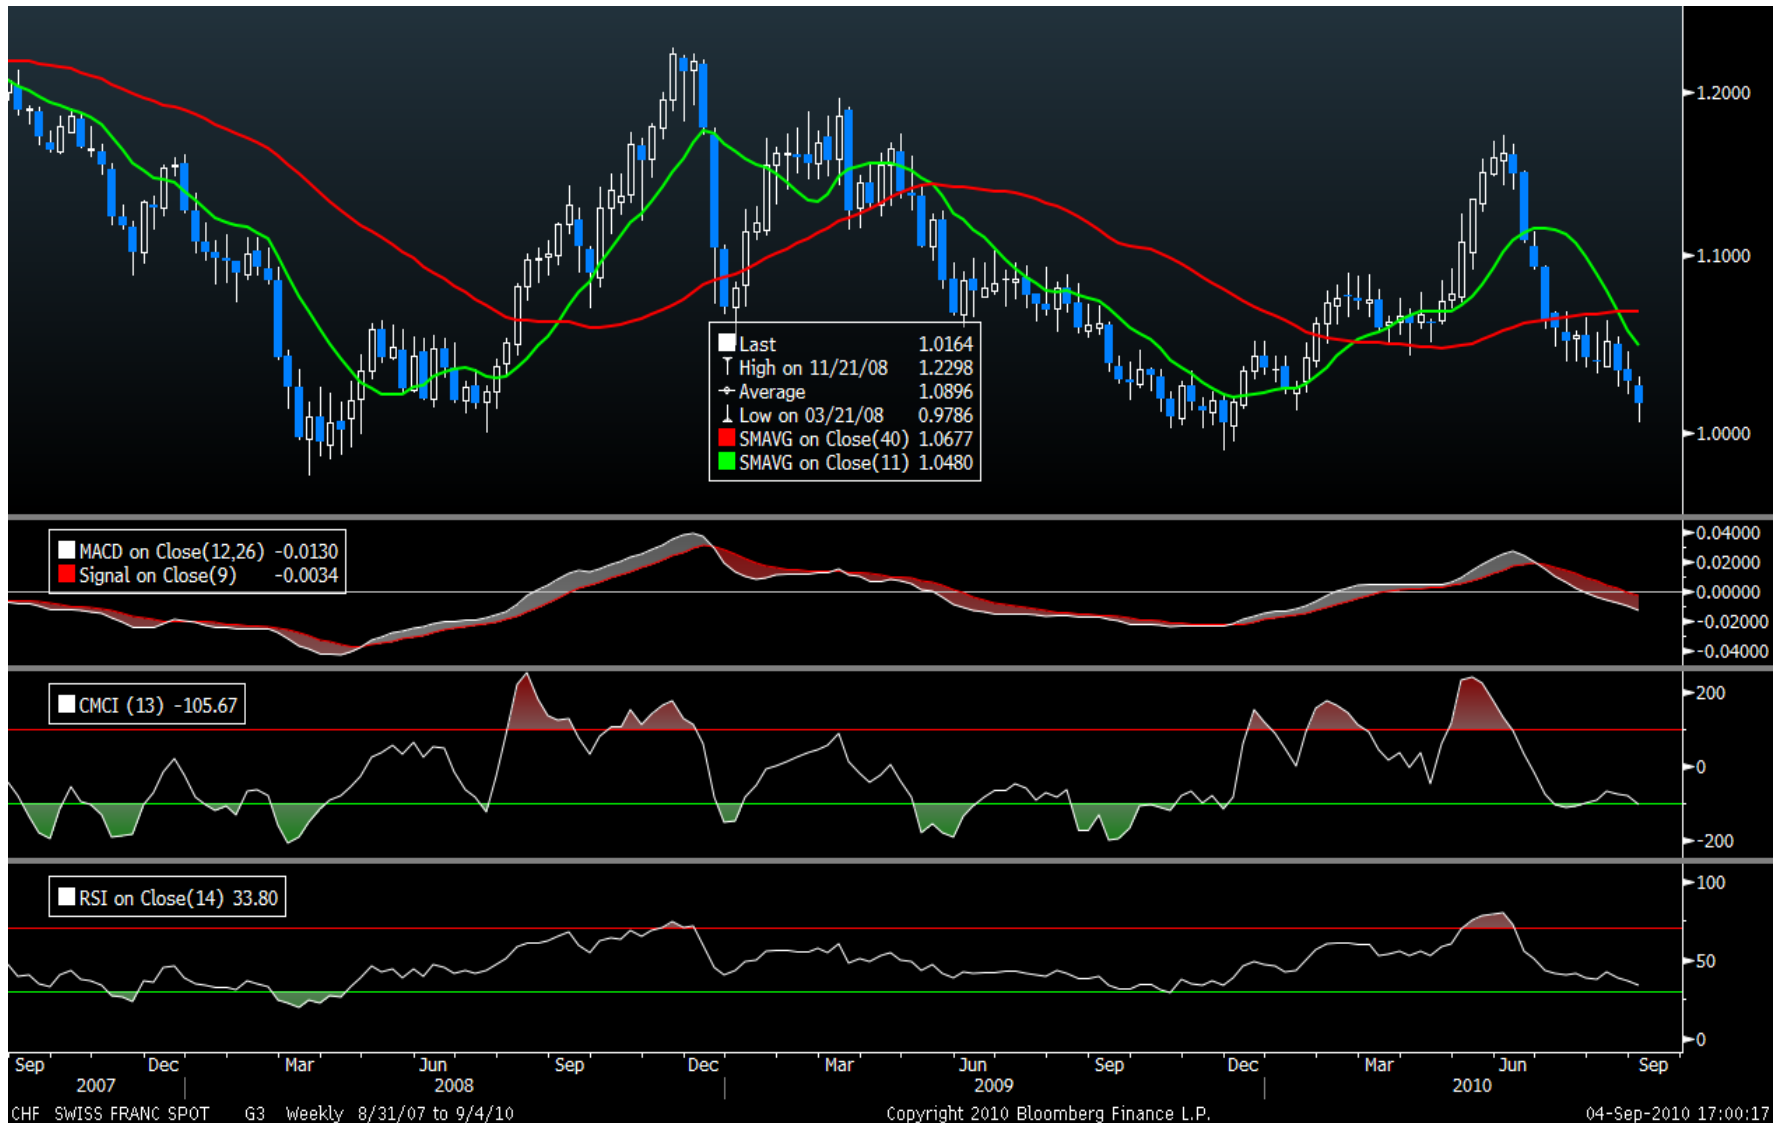 1.2000
1.1000
1.0000
Last 1.0164
High on 11/21/08 1.2298
Average 1.0896
Low on 03/21/08 0.9786
SMAVG on Close(40) 1.0677
SMAVG on Close(11) 1.0480
MACD on Close(12,26) -0.0130
Signal on Close(9) -0.0034
0.04000
0.02000
0.00000
-0.02000
-0.04000
CMCI (13) -105.67
200
0
-200
RSI on Close(14) 33.80
100
50
0
Sep Dec Mar Jun Sep Dec Mar Jun Sep Dec Mar Jun Sep
2007 2008 2009 2010
CHF SWISS FRANC SPOT G3 Weekly 8/31/07 to 9/4/10 Copyright 2010 Bloomberg Finance L.P. 04-Sep-2010 17:00:17